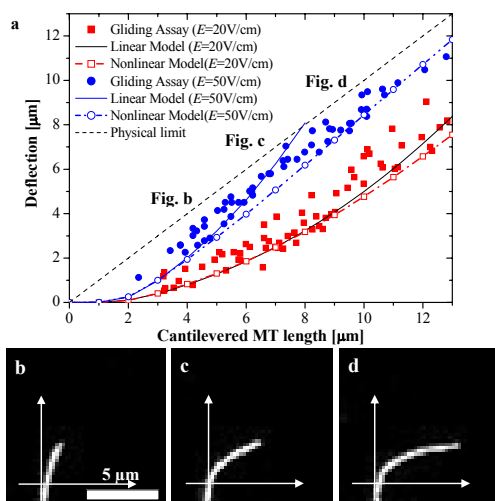 a
Gliding Assay (E=20V/cm)
Linear Model (E=20V/cm)
Nonlinear Model(E=20V/cm)
Gliding Assay (E=50V/cm)
Linear Model (E=50V/cm)
Nonlinear Model(E=50V/cm)
Physical limit
Fig. d
Fig. c
Fig. b
Deflection [μm]
12
10
8
6
4
2
0
0 2 4 6 8 10 12
Cantilevered MT length [μm]
b c d
5 μm